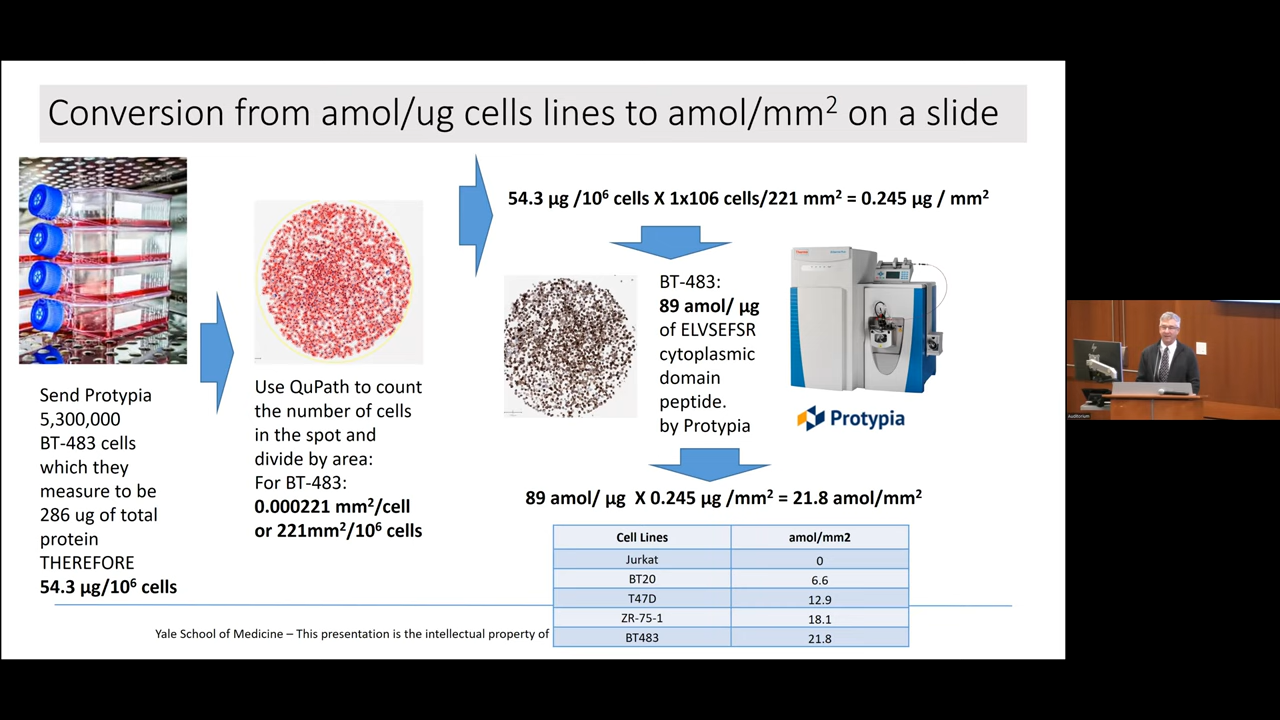 Conversion from amol/ug cells lines to amol/mm² on a slide
Send Protypia
5,300,000
BT-483 cells
which they
measure to be
286 ug of total
protein
THEREFORE
54.3 µg/10⁶ cells
Use QuPath to count
the number of cells
in the spot and
divide by area:
For BT-483:
0.000221 mm²/cell
or 221mm²/10⁶ cells
54.3 µg /10⁶ cells X 1x106 cells/221 mm² = 0.245 µg / mm²
BT-483:
89 amol/ µg
of ELVSEFSR
cytoplasmic
domain
peptide.
by Protypia
Protypia
89 amol/ µg X 0.245 µg /mm² = 21.8 amol/mm²
Cell Lines amol/mm2
Jurkat 0
BT20 6.6
T47D 12.9
ZR-75-1 18.1
BT483 21.8
Yale School of Medicine – This presentation is the intellectual property of
Auditorium